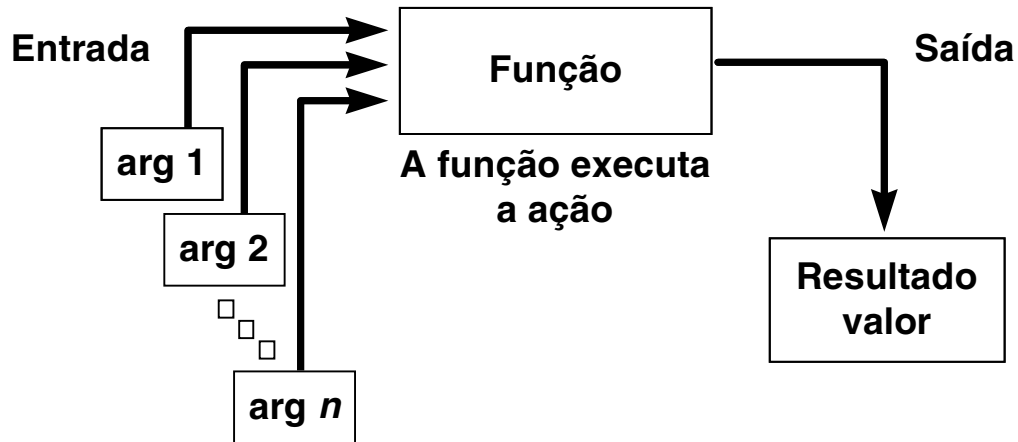 Entrada
Função
Saída
arg 1
A função executa
a ação
arg 2
Resultado
valor
arg n